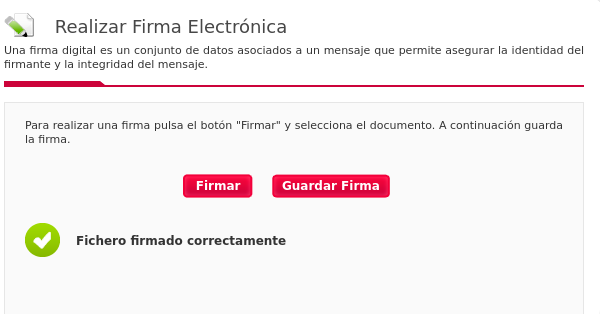 Realizar Firma Electrónica
Una firma digital es un conjunto de datos asociados a un mensaje que permite asegurar la identidad del
firmante y la integridad del mensaje.
Para realizar una firma pulsa el botón "Firmar" y selecciona el documento. A continuación guarda
la firma.
Firmar Guardar Firma
Fichero firmado correctamente